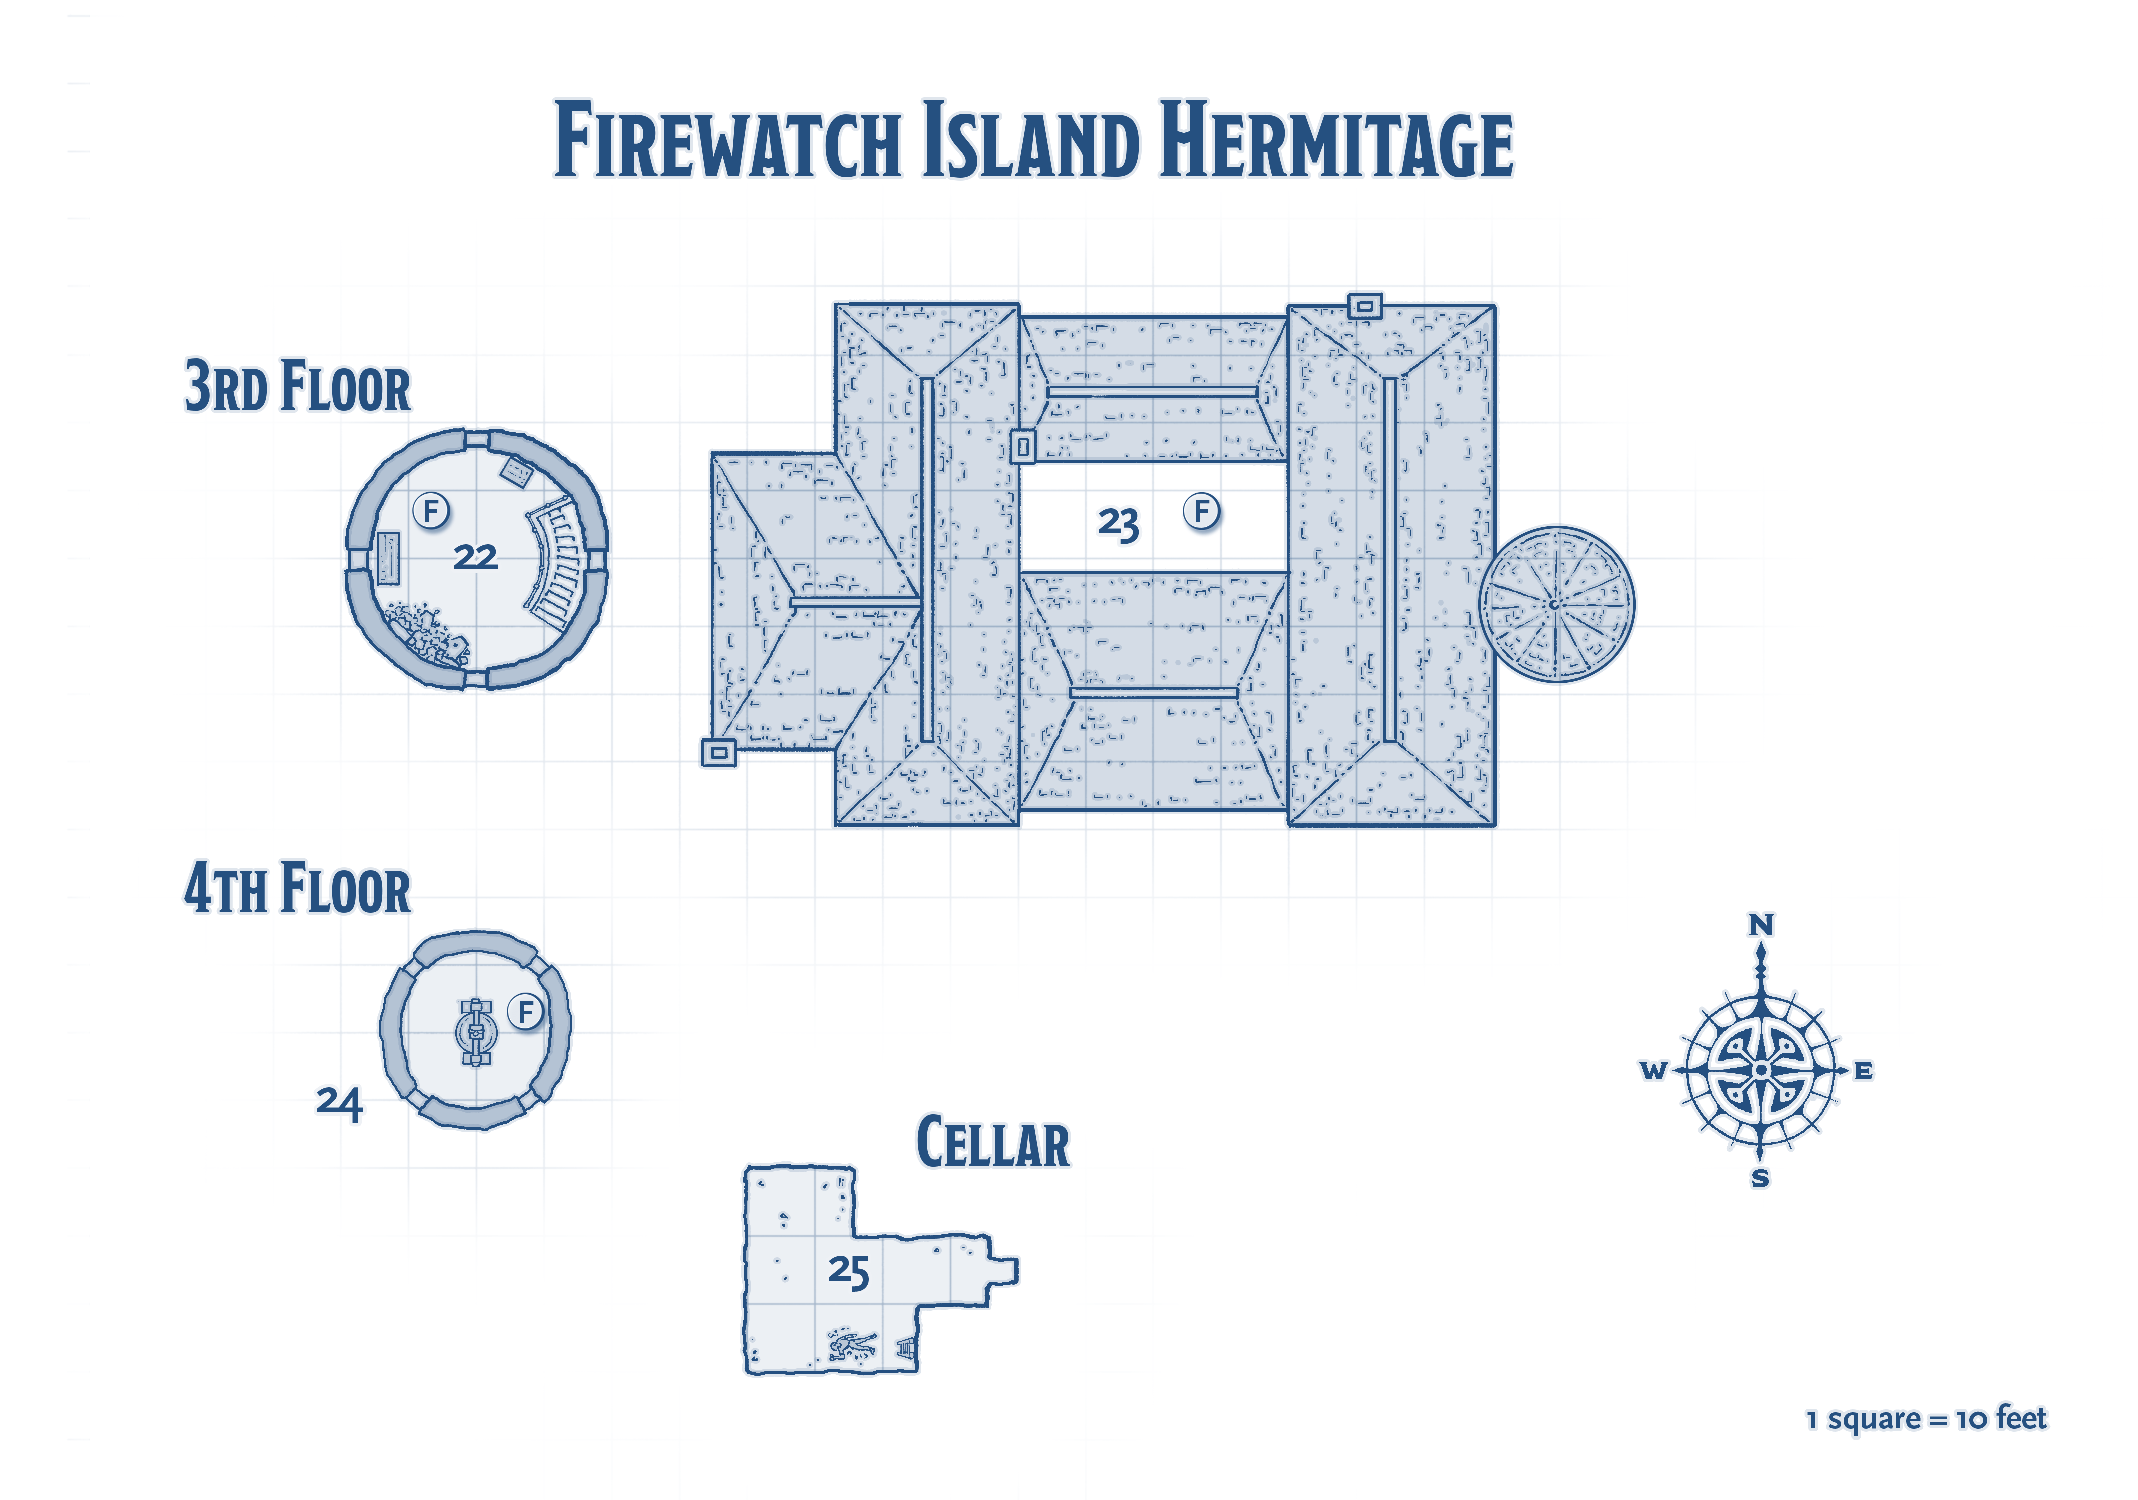 FIREWATCH ISLAND HERMITAGE
3RD FLOOR
F
22
23
F
4TH FLOOR
F
24
CELLAR
25
N
W
E
S
1 square = 10 feet